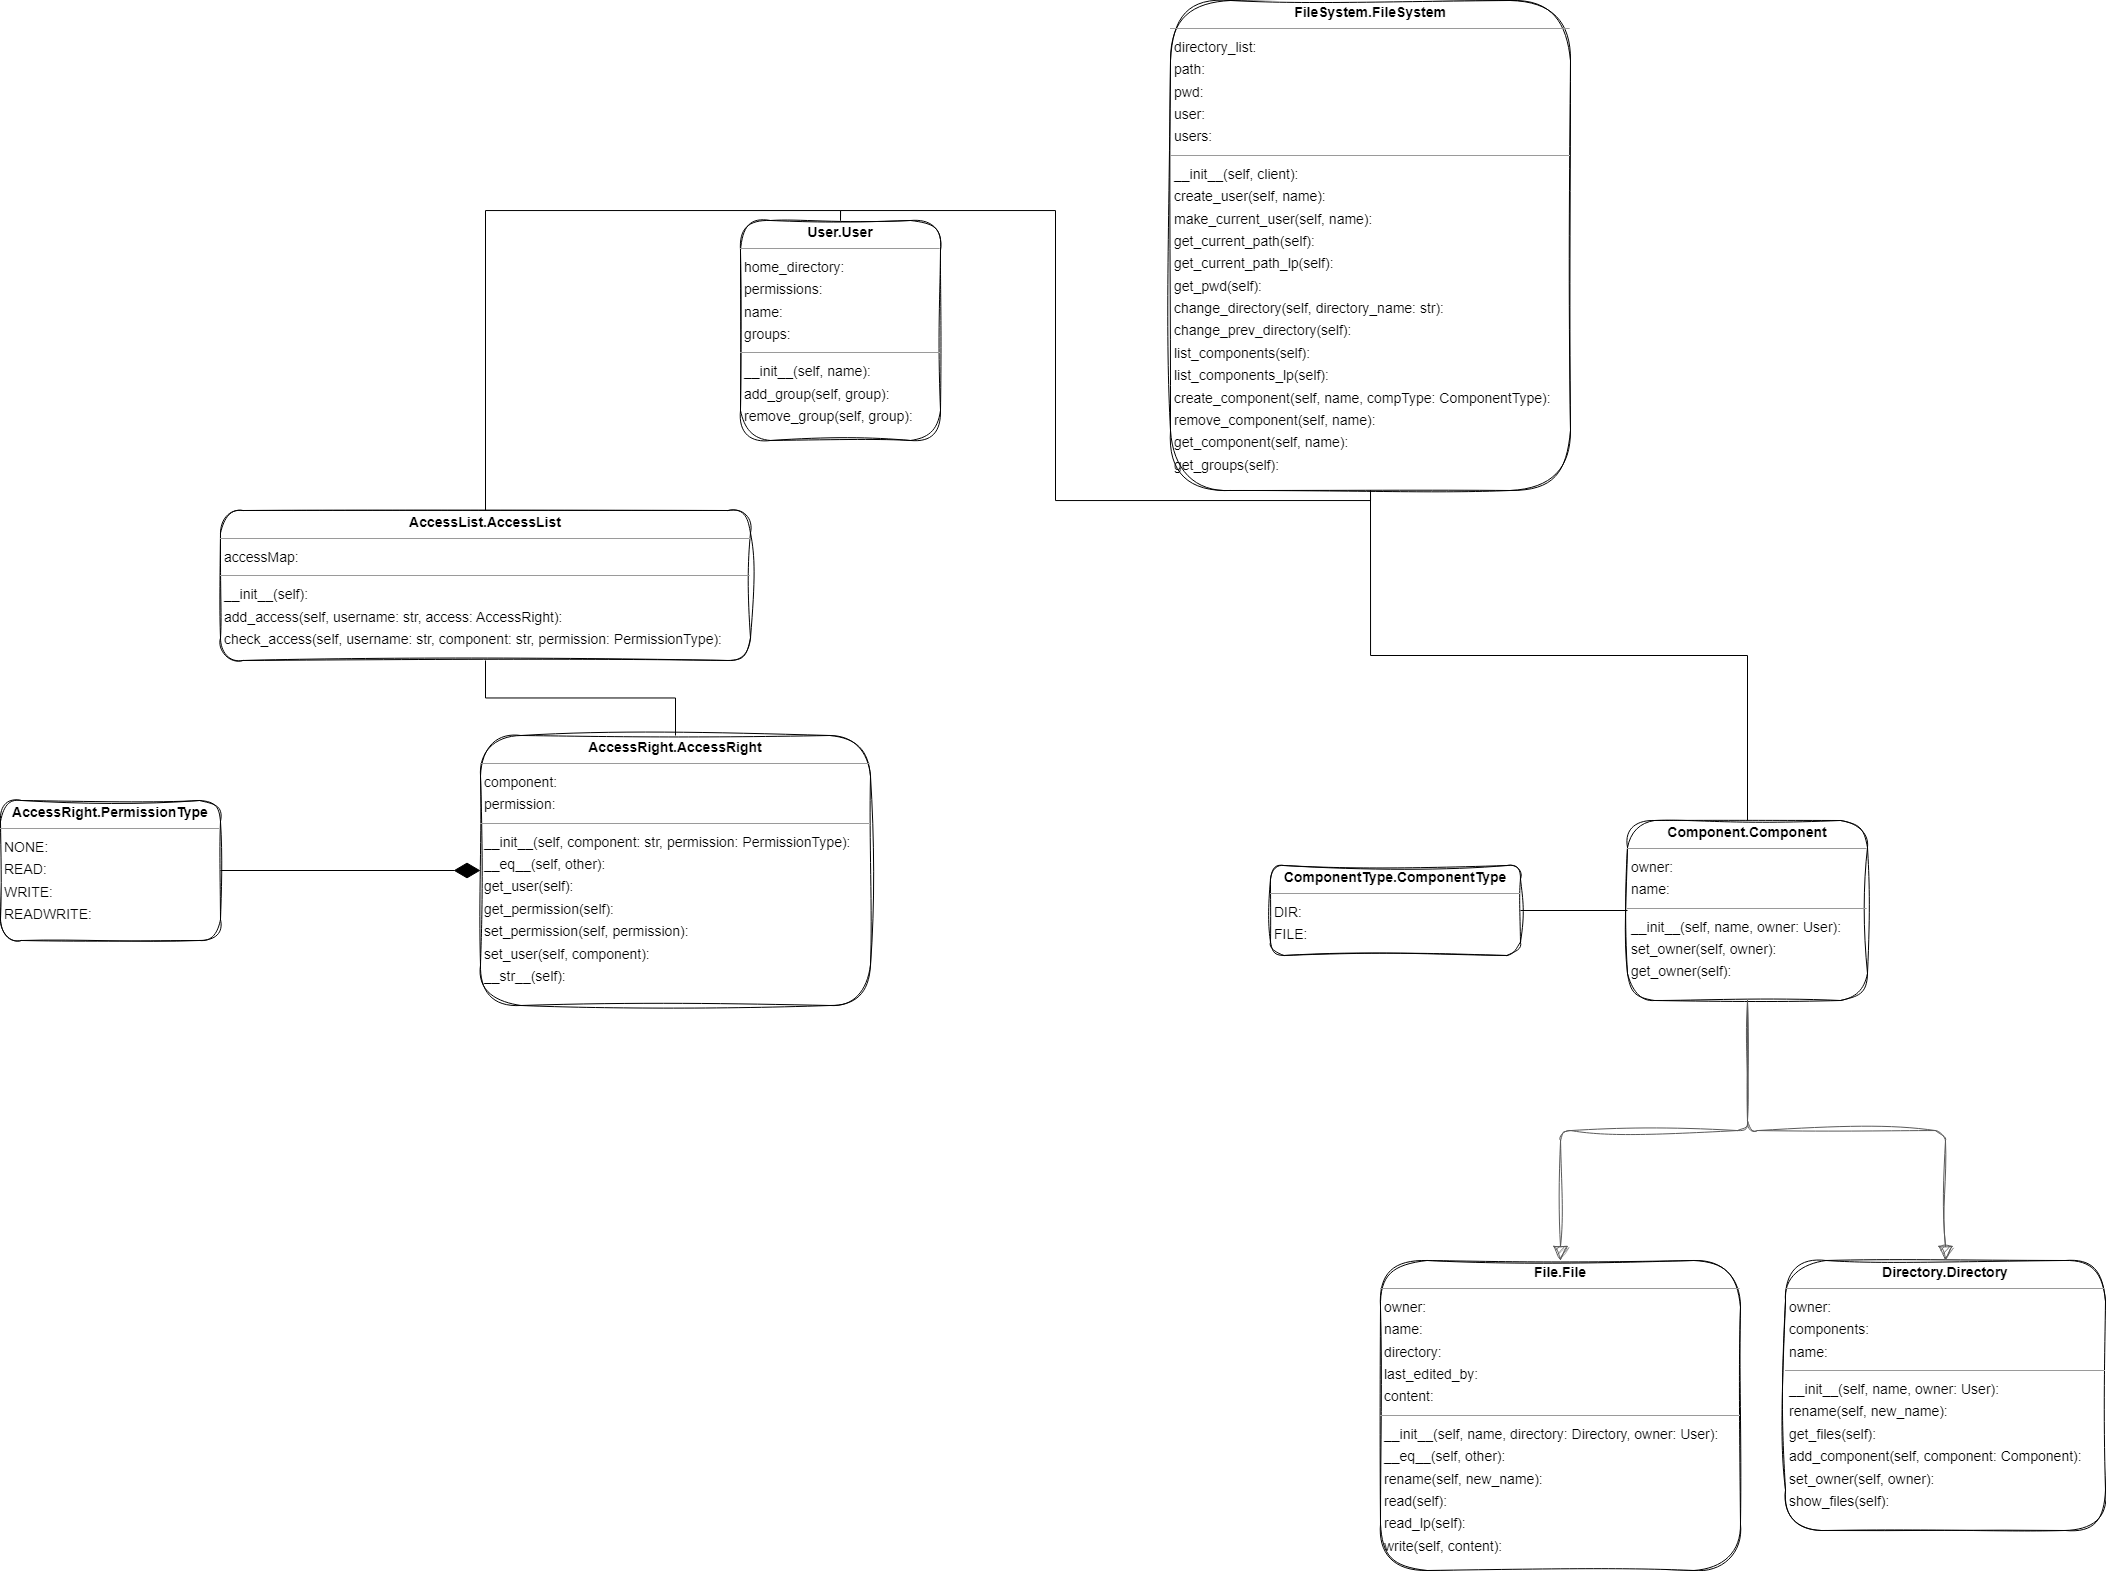 FileSystem.FileSystem
directory_list:
path:
pwd:
user:
users:
__init__(self, client):
create_user(self, name):
make_current_user(self, name):
get_current_path(self):
get_current_path_lp(self):
get_pwd(self):
change_directory(self, directory_name: str):
change_prev_directory(self):
list_components(self):
list_components_lp(self):
create_component(self, name, compType: ComponentType):
remove_component(self, name):
get_component(self, name):
get_groups(self):
User.User
home_directory:
permissions:
name:
groups:
__init__(self, name):
add_group(self, group):
remove_group(self, group):
AccessList.AccessList
accessMap:
__init__(self):
add_access(self, username: str, access: AccessRight):
check_access(self, username: str, component: str, permission: PermissionType):
AccessRight.AccessRight
component:
permission:
__init__(self, component: str, permission: PermissionType):
__eq__(self, other):
get_user(self):
get_permission(self):
set_permission(self, permission):
set_user(self, component):
__str__(self):
AccessRight.PermissionType
NONE:
READ:
WRITE:
READWRITE:
Component.Component
owner:
name:
__init__(self, name, owner: User):
set_owner(self, owner):
get_owner(self):
ComponentType.ComponentType
DIR:
FILE:
File.File
owner:
name:
directory:
last_edited_by:
content:
__init__(self, name, directory: Directory, owner: User):
__eq__(self, other):
rename(self, new_name):
read(self):
read_lp(self):
write(self, content):
Directory.Directory
owner:
components:
name:
__init__(self, name, owner: User):
rename(self, new_name):
get_files(self):
add_component(self, component: Component):
set_owner(self, owner):
show_files(self):